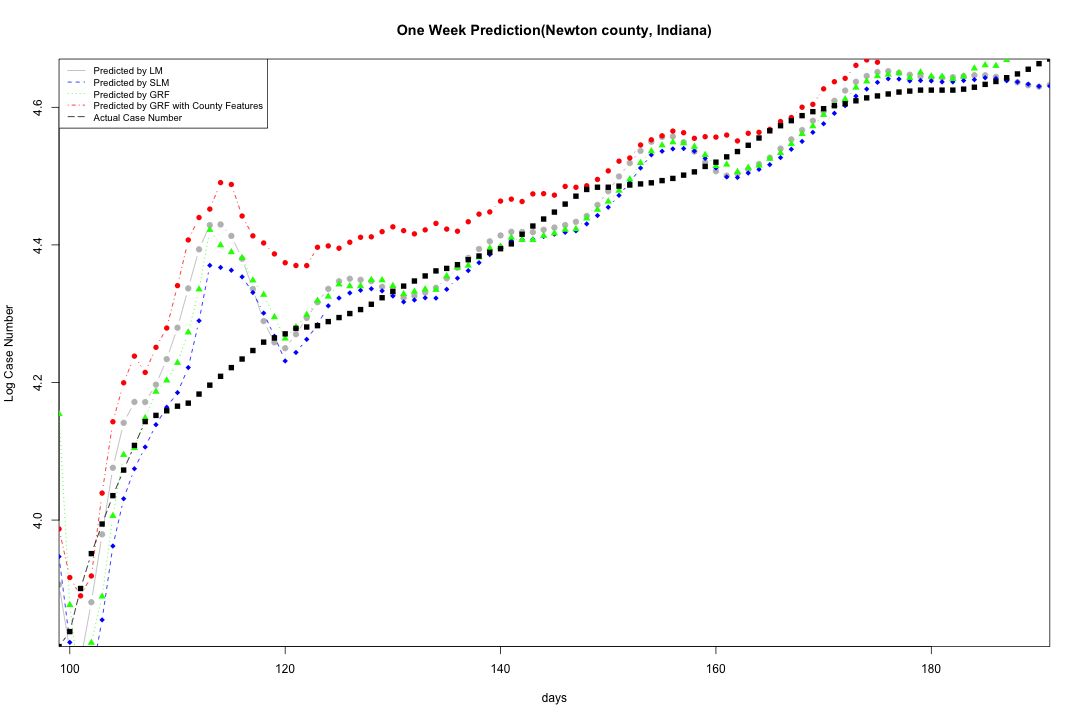 One Week Prediction(Newton county, Indiana)
Predicted by LM
Predicted by SLM
Predicted by GRF
Predicted by GRF with County Features
Actual Case Number
Log Case Number
4.6
4.4
4.2
4.0
100 120 140 160 180
days